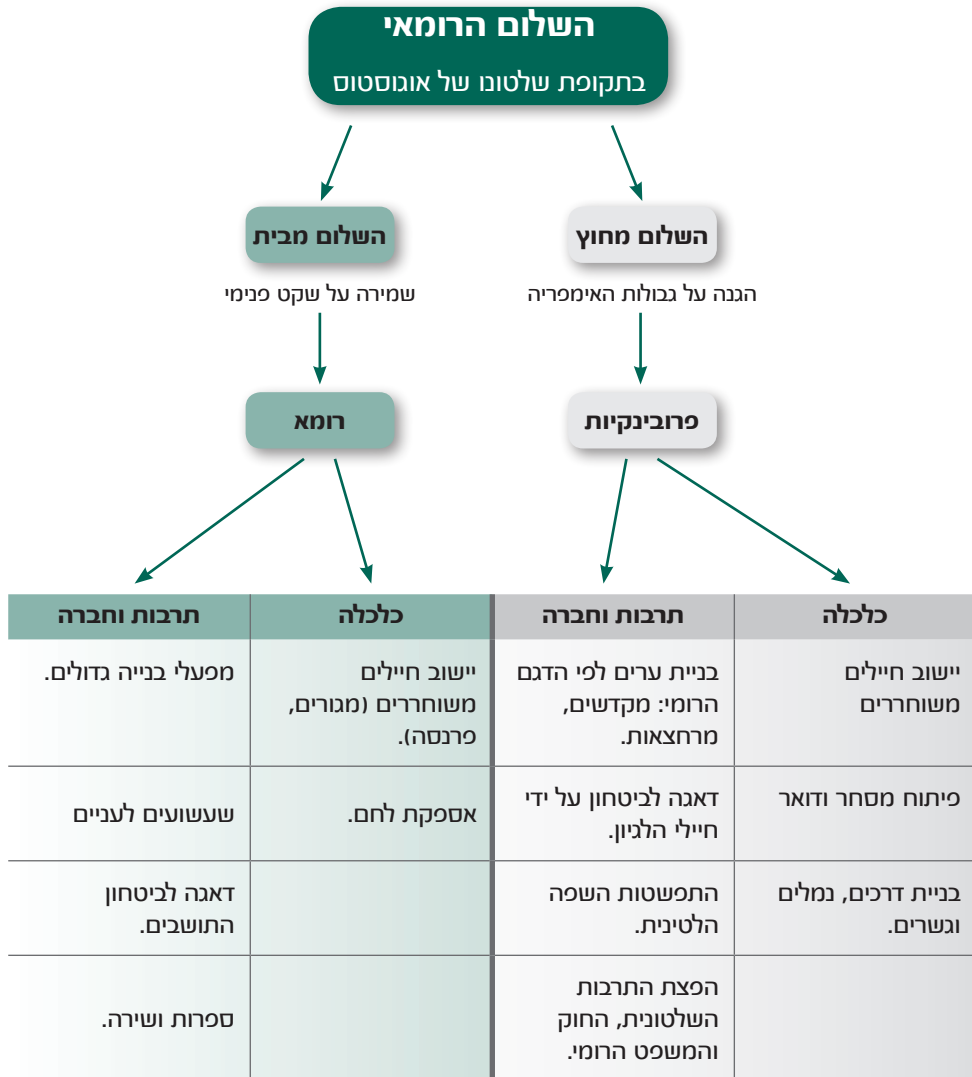 השלום הרומאי
בתקופת שלטונו של אוגוסטוס
השלום מחוץ
השלום מבית
הגנה על גבולות האימפריה
שמירה על שקט פנימי
פרובינקיות
רומא
כלכלה
תרבות וחברה
כלכלה
תרבות וחברה
יישוב חיילים
משוחררים
בניית ערים לפי הדגם
הרומי: מקדשים,
מרחצאות.
יישוב חיילים
משוחררים (מגורים,
פרנסה).
מפעלי בנייה גדולים.
פיתוח מסחר ודואר
דאגה לביטחון על ידי
חיילי הלגיון.
אספקת לחם.
שעשועים לעניים
בניית דרכים, נמלים
וגשרים.
התפשטות השפה
הלטינית.
דאגה לביטחון
התושבים.
הפצת התרבות
השלטונית, החוק
והמשפט הרומי.
ספרות ושירה.